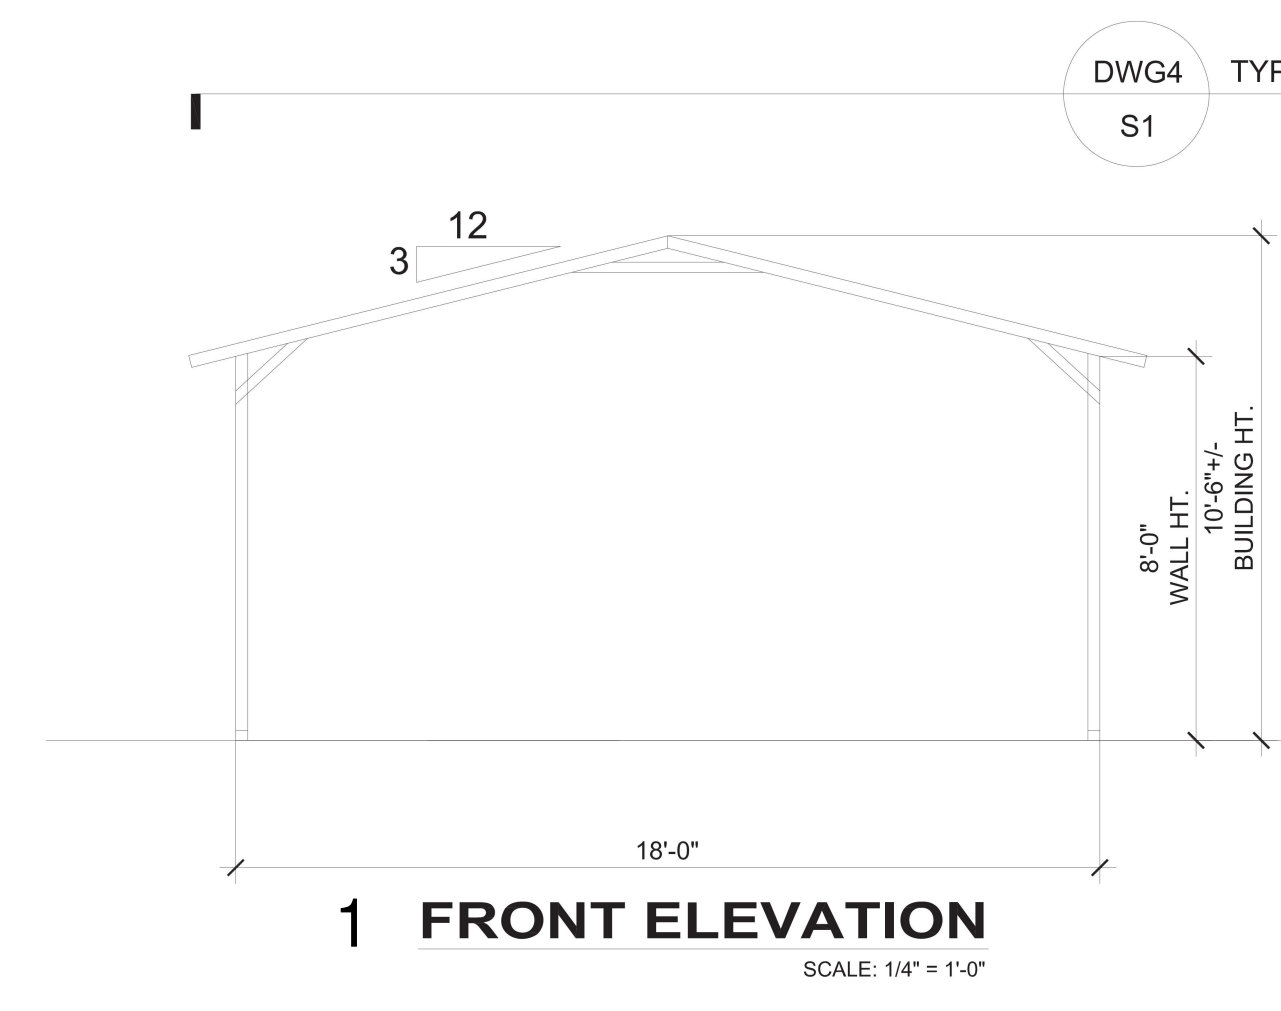 DWG4
S1
12
3
8'-0"
WALL HT.
10'-6"+/-
BUILDING HT.
18'-0"
1 FRONT ELEVATION
SCALE: 1/4" = 1'-0"